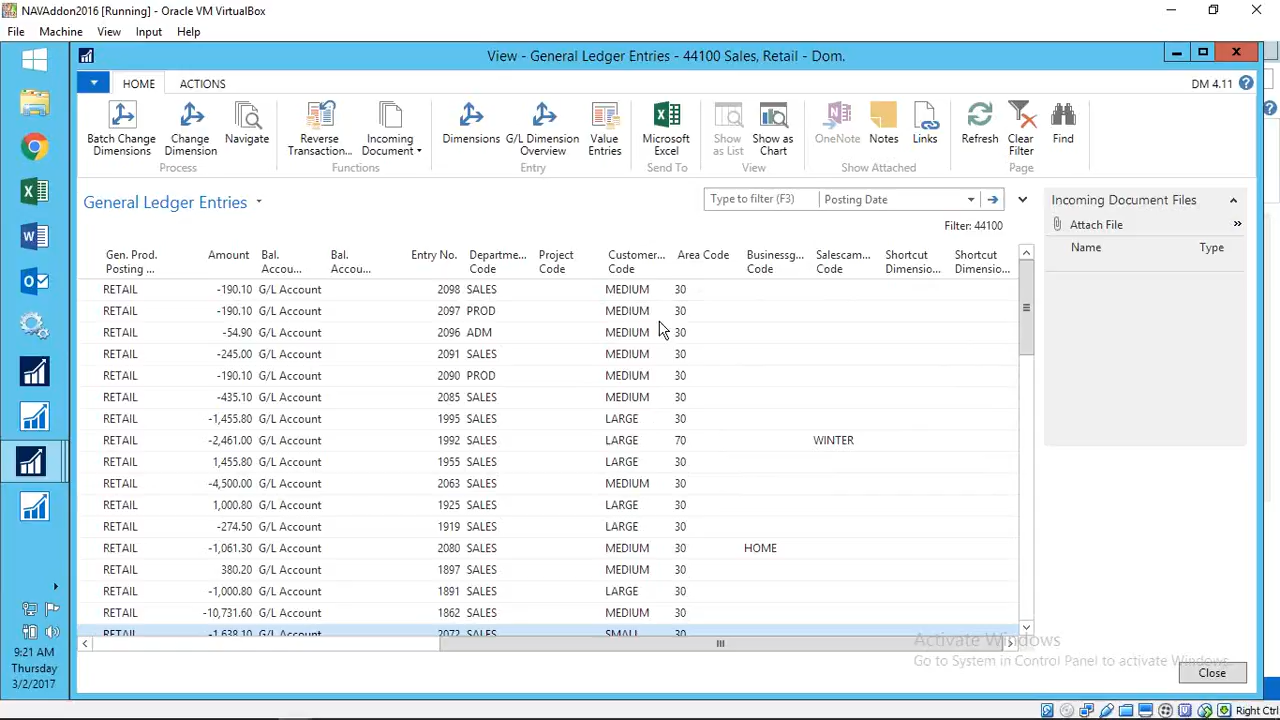 NAVAddon2016 [Running] - Oracle VM VirtualBox
File Machine View Input Help
View - General Ledger Entries - 44100 Sales, Retail - Dom.
HOME ACTIONS DM 4.11
Batch Change Dimensions Change Dimension Navigate Reverse Transaction... Incoming Document Dimensions G/L Dimension Overview Value Entries Microsoft Excel Show as List Show as Chart OneNote Notes Links Refresh Clear Filter Find
Process Functions Entry Send To View Show Attached Page
General Ledger Entries Type to filter (F3) Posting Date
Filter: 44100
Incoming Document Files
Attach File
Name Type
Gen. Prod. Posting ... Amount Bal. Accou... Bal. Accou... Entry No. Departme... Code Project Code Customer... Code Area Code Businessg... Code Salescam... Code Shortcut Dimensio... Shortcut Dimensio...
RETAIL -190.10 G/L Account 2098 SALES MEDIUM 30
RETAIL -190.10 G/L Account 2097 PROD MEDIUM 30
RETAIL -54.90 G/L Account 2096 ADM MEDIUM 30
RETAIL -245.00 G/L Account 2091 SALES MEDIUM 30
RETAIL -190.10 G/L Account 2090 PROD MEDIUM 30
RETAIL -435.10 G/L Account 2085 SALES MEDIUM 30
RETAIL -1,455.80 G/L Account 1995 SALES LARGE 30
RETAIL -2,461.00 G/L Account 1992 SALES LARGE 70 WINTER
RETAIL 1,455.80 G/L Account 1955 SALES LARGE 30
RETAIL -4,500.00 G/L Account 2063 SALES MEDIUM 30
RETAIL 1,000.80 G/L Account 1925 SALES LARGE 30
RETAIL -274.50 G/L Account 1919 SALES LARGE 30
RETAIL -1,061.30 G/L Account 2080 SALES MEDIUM 30 HOME
RETAIL 380.20 G/L Account 1897 SALES MEDIUM 30
RETAIL -1,000.80 G/L Account 1891 SALES LARGE 30
RETAIL -10,731.60 G/L Account 1862 SALES MEDIUM 30
RETAIL -1,638.10 G/L Account 2072 SALES SMALL 30
Activate Windows
Go to System in Control Panel to activate Windows.
Close
9:21 AM
Thursday
3/2/2017
Right Ctrl